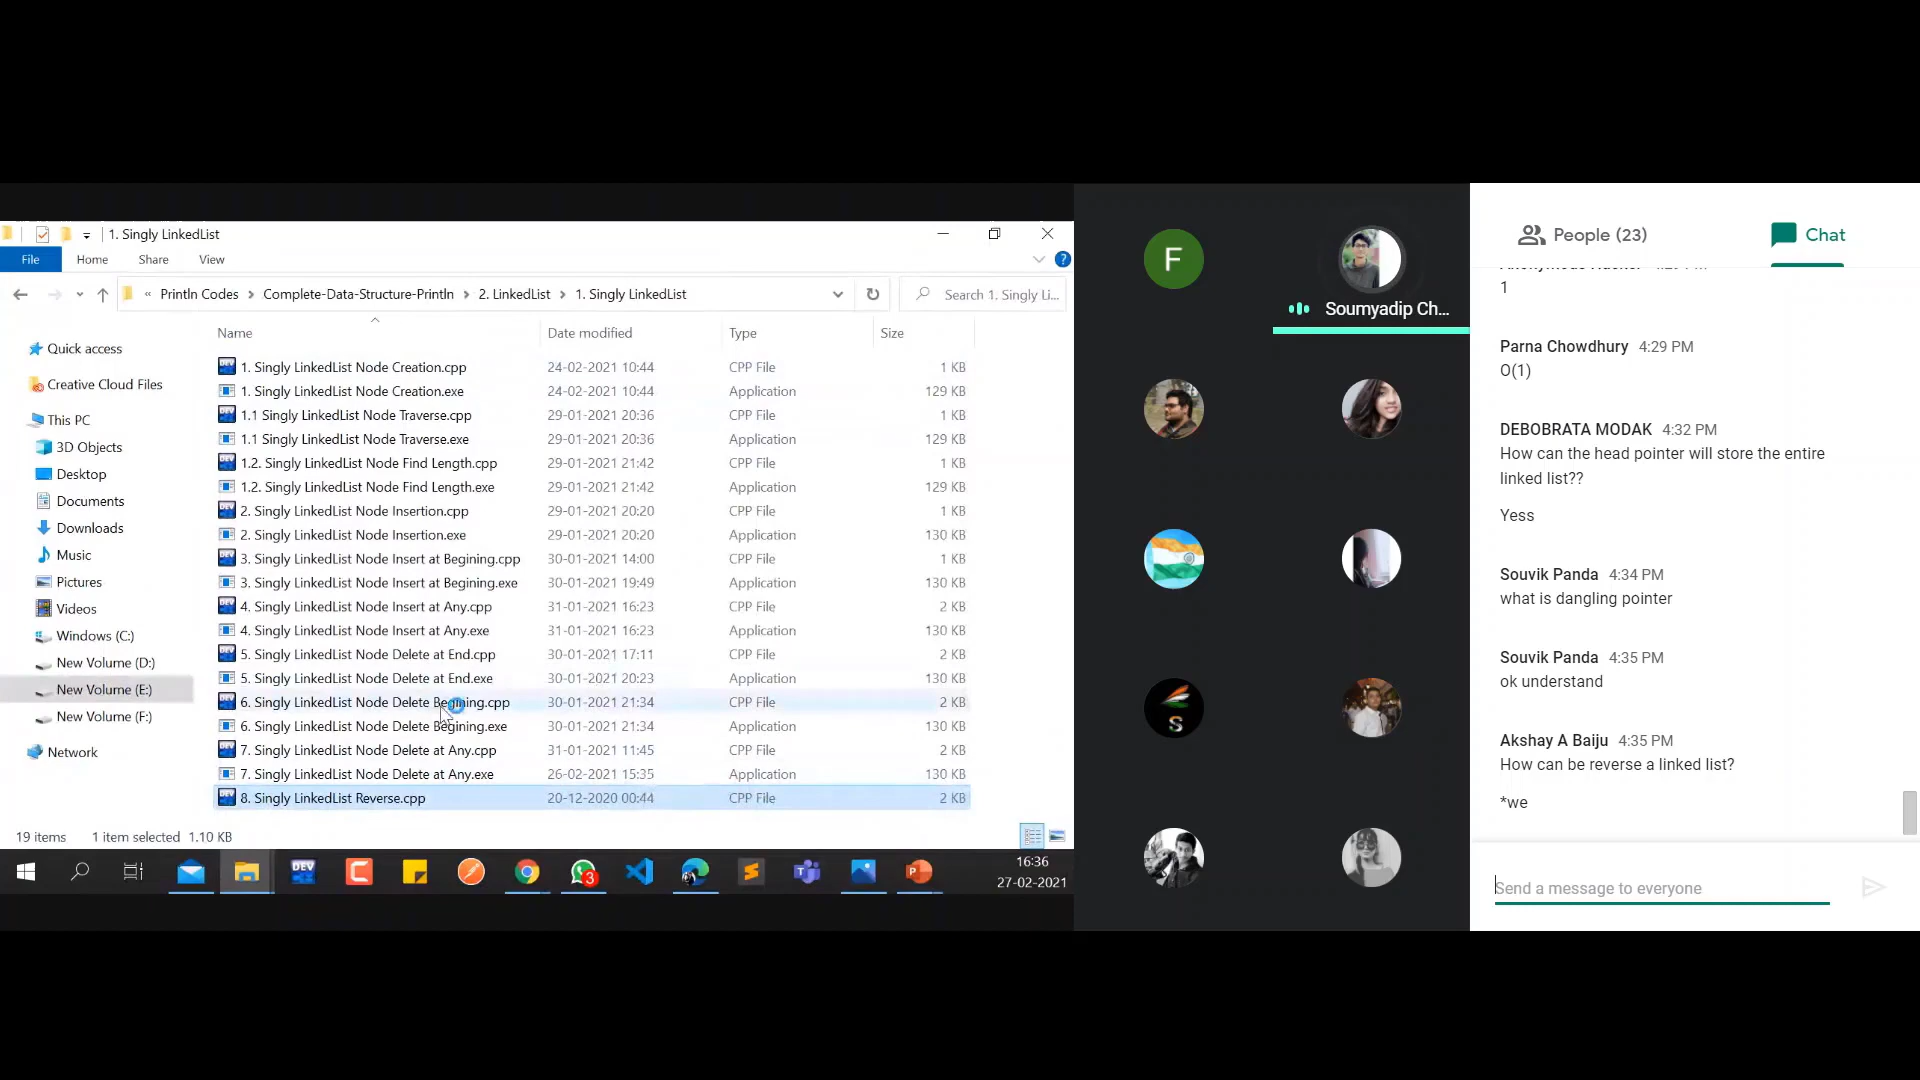 1. Singly LinkedList
File Home Share View
« Println Codes > Complete-Data-Structure-Println > 2. LinkedList > 1. Singly LinkedList
Search 1. Singly Li...
Quick access
Creative Cloud Files
This PC
3D Objects
Desktop
Documents
Downloads
Music
Pictures
Videos
Windows (C:)
New Volume (D:)
New Volume (E:)
New Volume (F:)
Network
Name Date modified Type Size
1. Singly LinkedList Node Creation.cpp 24-02-2021 10:44 CPP File 1 KB
1. Singly LinkedList Node Creation.exe 24-02-2021 10:44 Application 129 KB
1.1 Singly LinkedList Node Traverse.cpp 29-01-2021 20:36 CPP File 1 KB
1.1 Singly LinkedList Node Traverse.exe 29-01-2021 20:36 Application 129 KB
1.2. Singly LinkedList Node Find Length.cpp 29-01-2021 21:42 CPP File 1 KB
1.2. Singly LinkedList Node Find Length.exe 29-01-2021 21:42 Application 129 KB
2. Singly LinkedList Node Insertion.cpp 29-01-2021 20:20 CPP File 1 KB
2. Singly LinkedList Node Insertion.exe 29-01-2021 20:20 Application 130 KB
3. Singly LinkedList Node Insert at Begining.cpp 30-01-2021 14:00 CPP File 1 KB
3. Singly LinkedList Node Insert at Begining.exe 30-01-2021 19:49 Application 130 KB
4. Singly LinkedList Node Insert at Any.cpp 31-01-2021 16:23 CPP File 2 KB
4. Singly LinkedList Node Insert at Any.exe 31-01-2021 16:23 Application 130 KB
5. Singly LinkedList Node Delete at End.cpp 30-01-2021 17:11 CPP File 2 KB
5. Singly LinkedList Node Delete at End.exe 30-01-2021 20:23 Application 130 KB
6. Singly LinkedList Node Delete Begining.cpp 30-01-2021 21:34 CPP File 2 KB
6. Singly LinkedList Node Delete Begining.exe 30-01-2021 21:34 Application 130 KB
7. Singly LinkedList Node Delete at Any.cpp 31-01-2021 11:45 CPP File 2 KB
7. Singly LinkedList Node Delete at Any.exe 26-02-2021 15:35 Application 130 KB
8. Singly LinkedList Reverse.cpp 20-12-2020 00:44 CPP File 2 KB
19 items 1 item selected 1.10 KB
DEV
3
16:36
27-02-2021
F
Soumyadip Ch...
S
People (23)
Chat
1
Parna Chowdhury 4:29 PM
O(1)
DEBOBRATA MODAK 4:32 PM
How can the head pointer will store the entire
linked list??
Yess
Souvik Panda 4:34 PM
what is dangling pointer
Souvik Panda 4:35 PM
ok understand
Akshay A Baiju 4:35 PM
How can be reverse a linked list?
*we
Send a message to everyone